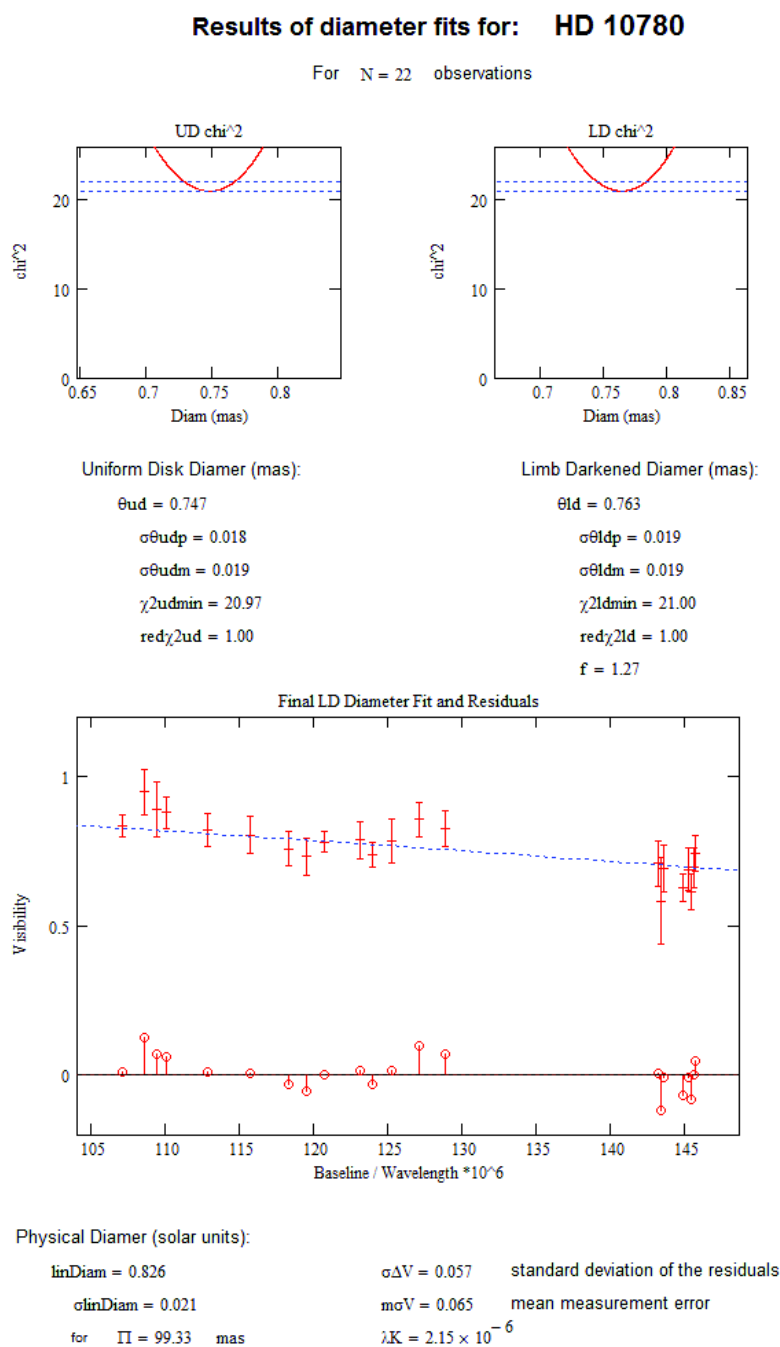 Results of diameter fits for: HD 10780
For N = 22 observations
UD chi^2
LD chi^2
20
10
0
chi^2
0.65 0.7 0.75 0.8
Diam (mas)
20
10
0
chi^2
0.7 0.75 0.8 0.85
Diam (mas)
Uniform Disk Diamer (mas):
θud = 0.747
σθudp = 0.018
σθudm = 0.019
χ2udmin = 20.97
redχ2ud = 1.00
Limb Darkened Diamer (mas):
θld = 0.763
σθldp = 0.019
σθldm = 0.019
χ2ldmin = 21.00
redχ2ld = 1.00
f = 1.27
Final LD Diameter Fit and Residuals
1
0.5
0
Visibility
105 110 115 120 125 130 135 140 145
Baseline / Wavelength *10^6
Physical Diamer (solar units):
linDiam = 0.826
σlinDiam = 0.021
for Π = 99.33 mas
σΔV = 0.057 standard deviation of the residuals
mσV = 0.065 mean measurement error
λK = 2.15 × 10^-6